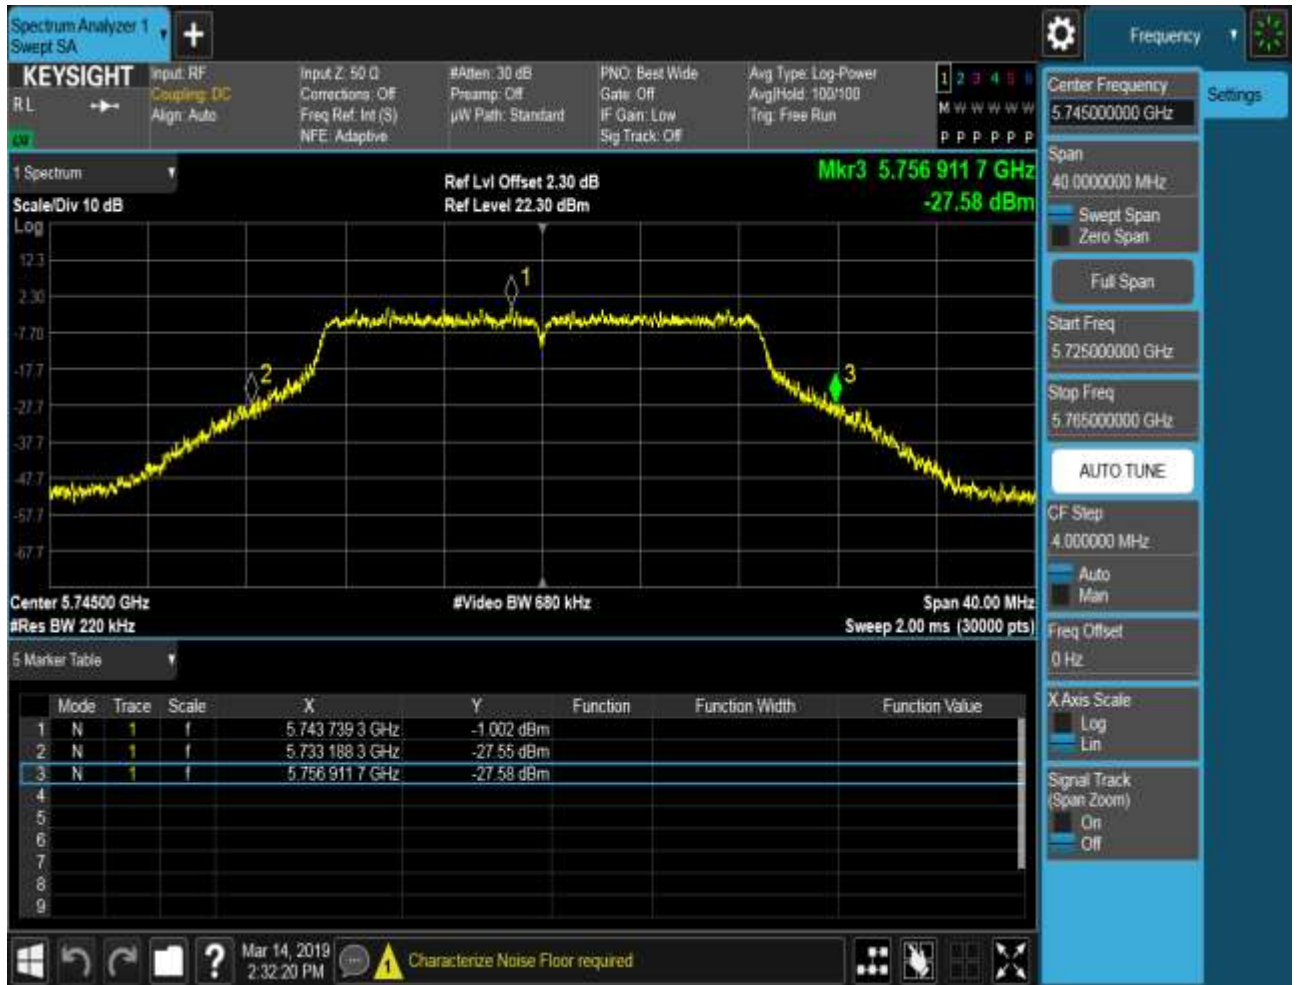 Spectrum Analyzer 1
Swept SA
+
Frequency
KEYSIGHT
RL
Input: RF
Coupling: DC
Align: Auto
Input Z: 50 Ω
Corrections: Off
Freq Ref: Int (S)
NFE: Adaptive
#Atten: 30 dB
Preamp: Off
µW Path: Standard
PNO: Best Wide
Gate: Off
IF Gain: Low
Sig Track: Off
Avg Type: Log-Power
Avg|Hold: 100/100
Trig: Free Run
1 2 3 4 5 6
M W W W W W
P P P P P P
1 Spectrum
Scale/Div 10 dB
Ref Lvl Offset 2.30 dB
Ref Level 22.30 dBm
Mkr3 5.756 911 7 GHz
-27.58 dBm
Log
12.3
2.30
-7.70
-17.7
-27.7
-37.7
-47.7
-57.7
-67.7
1
2
3
Center 5.74500 GHz
#Res BW 220 kHz
#Video BW 680 kHz
Span 40.00 MHz
Sweep 2.00 ms (30000 pts)
5 Marker Table
Mode Trace Scale X Y Function Function Width Function Value
1 N 1 f 5.743 739 3 GHz -1.002 dBm
2 N 1 f 5.733 188 3 GHz -27.55 dBm
3 N 1 f 5.756 911 7 GHz -27.58 dBm
4
5
6
7
8
9
Center Frequency
5.745000000 GHz
Settings
Span
40.0000000 MHz
Swept Span
Zero Span
Full Span
Start Freq
5.725000000 GHz
Stop Freq
5.765000000 GHz
AUTO TUNE
CF Step
4.000000 MHz
Auto
Man
Freq Offset
0 Hz
X Axis Scale
Log
Lin
Signal Track
(Span Zoom)
On
Off
?
Mar 14, 2019
2:32:20 PM
1
Characterize Noise Floor required